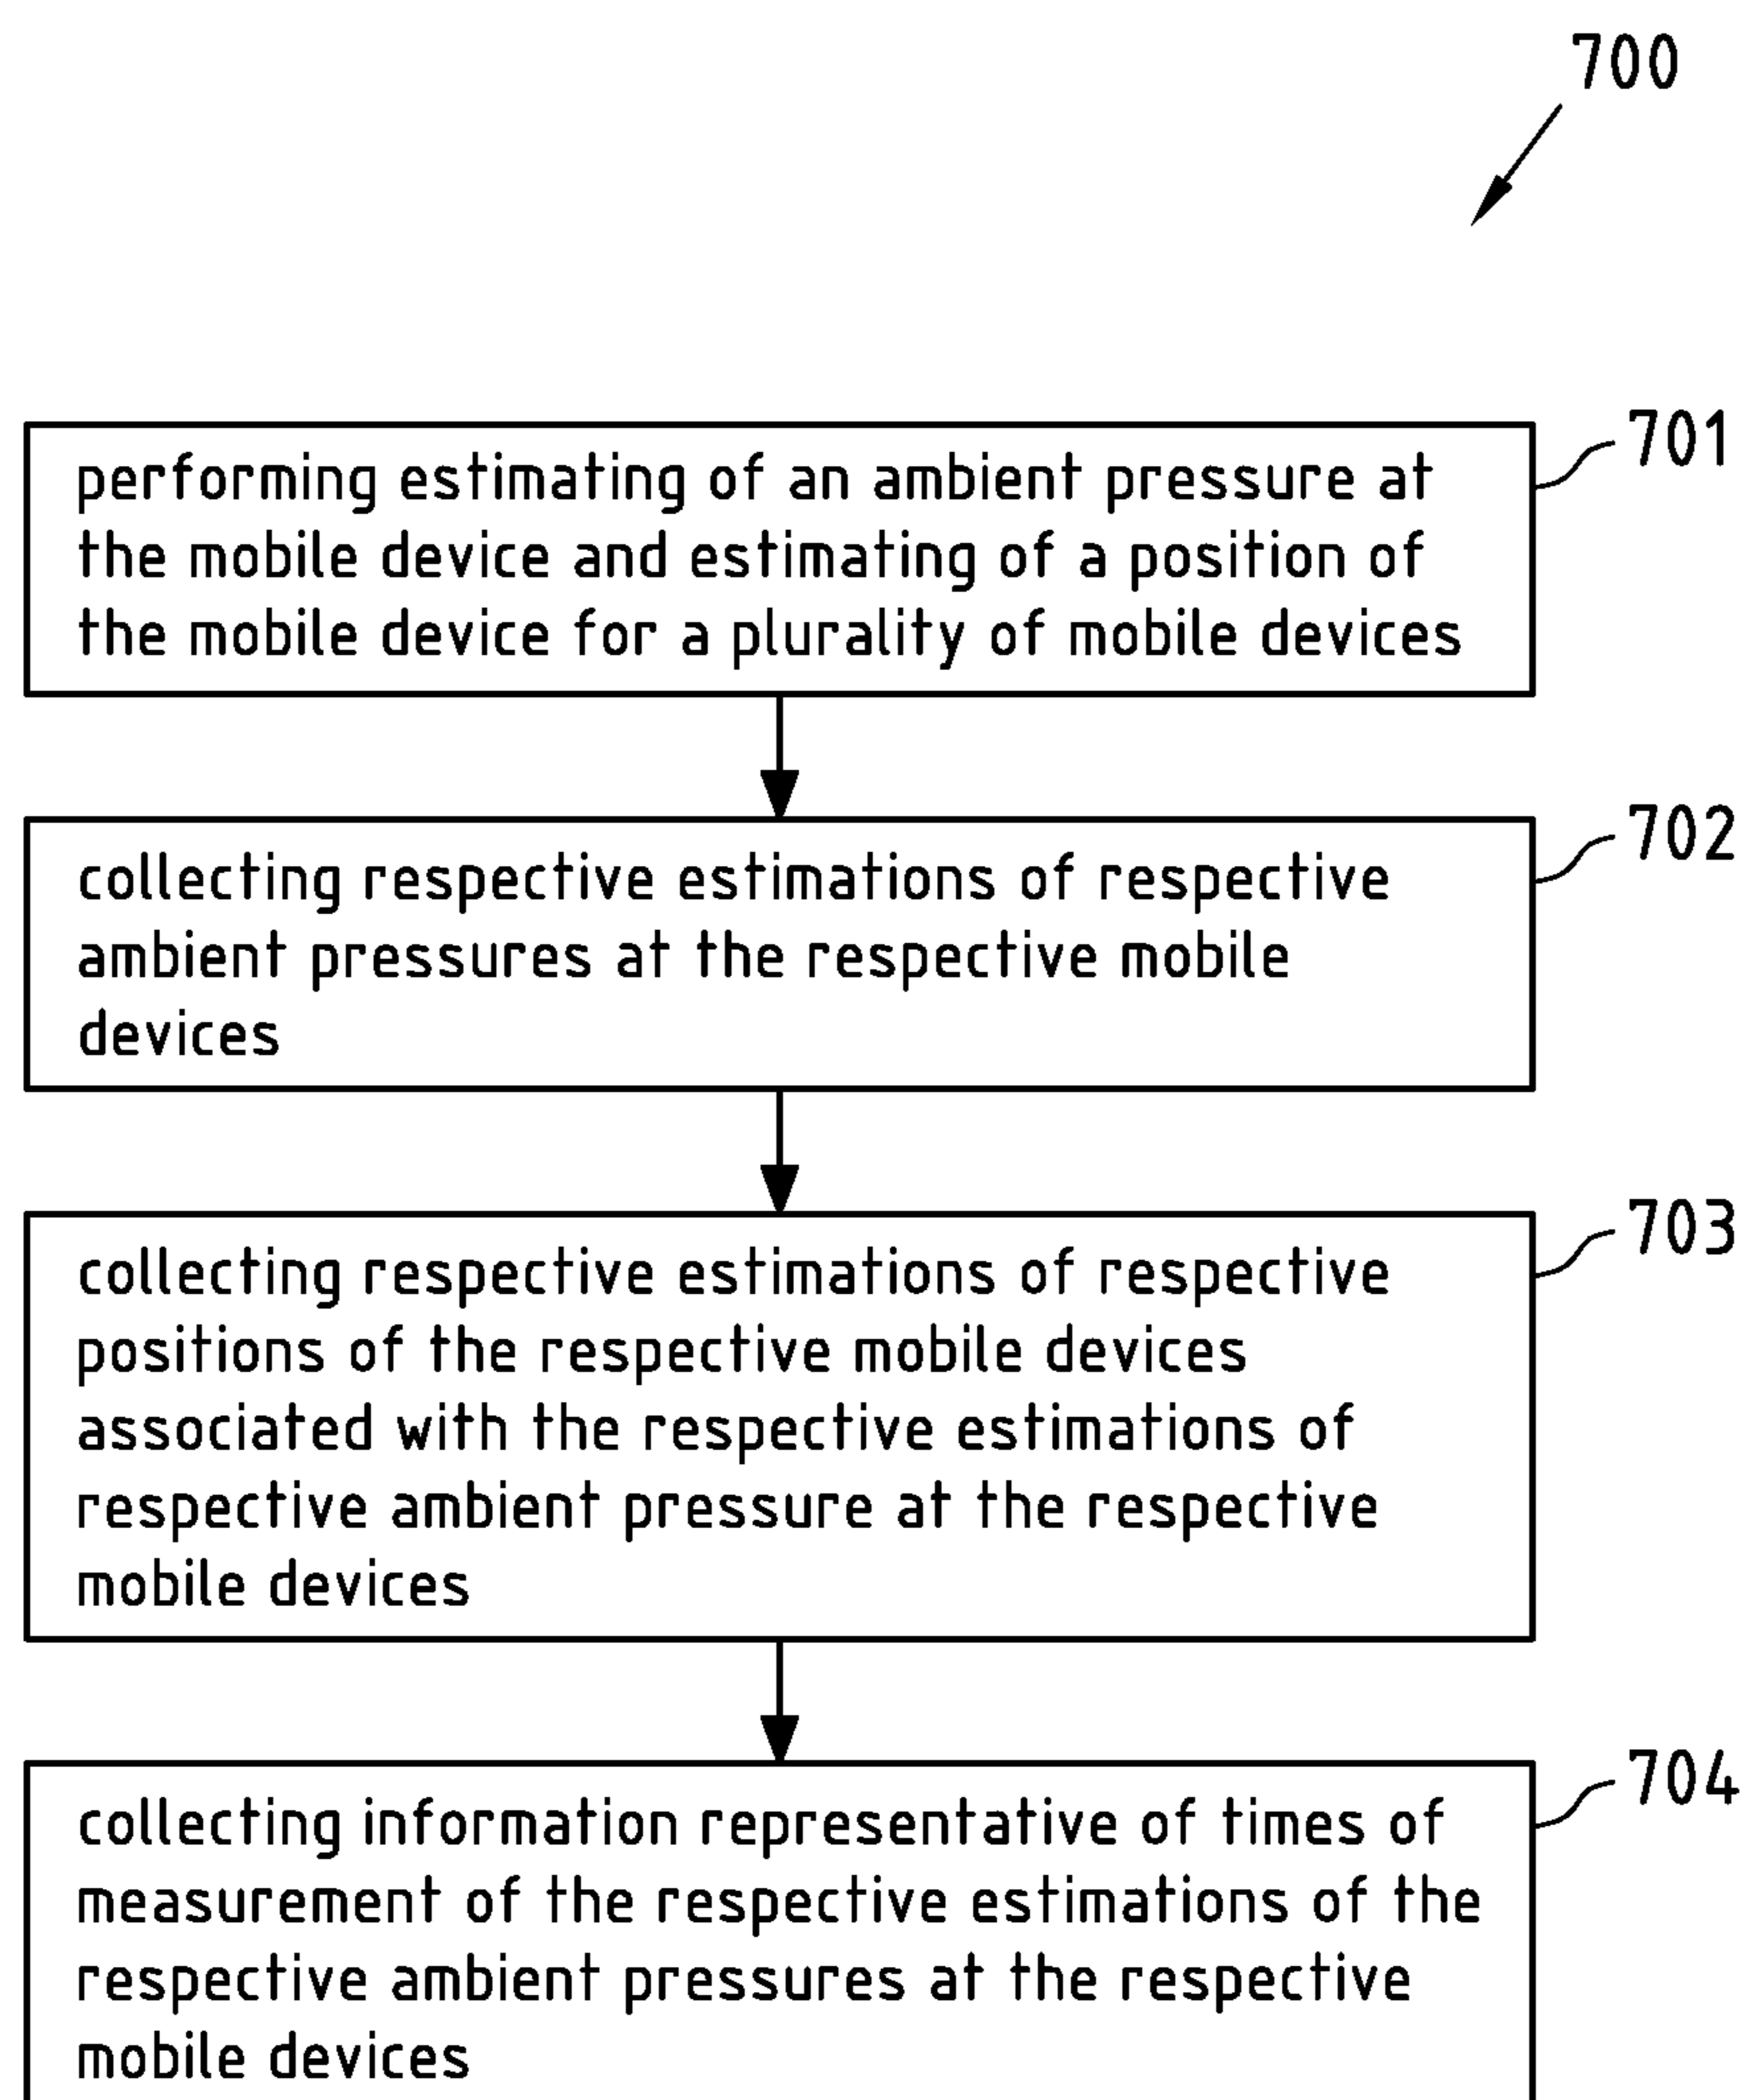 700
701
performing estimating of an ambient pressure at
the mobile device and estimating of a position of
the mobile device for a plurality of mobile devices
702
collecting respective estimations of respective
ambient pressures at the respective mobile
devices
703
collecting respective estimations of respective
positions of the respective mobile devices
associated with the respective estimations of
respective ambient pressure at the respective
mobile devices
704
collecting information representative of times of
measurement of the respective estimations of the
respective ambient pressures at the respective
mobile devices